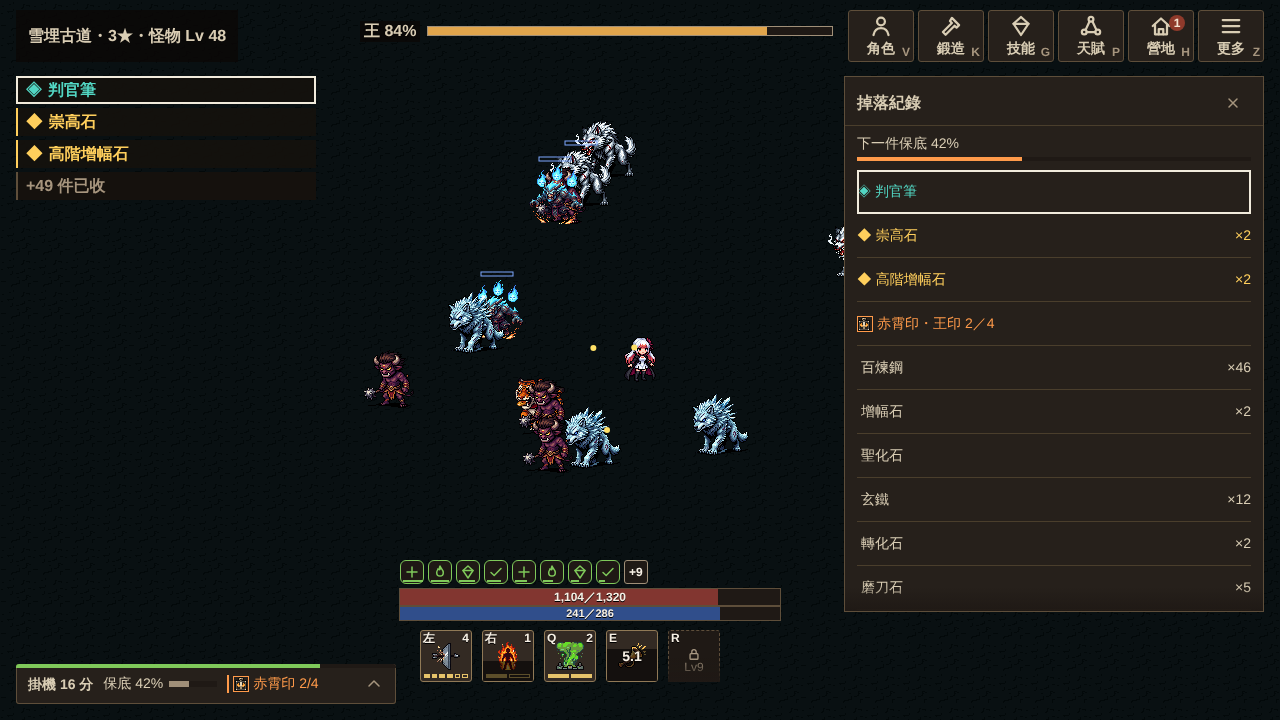 雪埋古道・3★・怪物 Lv 48
王 84%
角色 V
鍛造 K
技能 G
天賦 P
營地 H
1
更多 Z
判官筆
崇高石
高階增幅石
+49 件已收
掉落紀錄
下一件保底 42%
判官筆
崇高石 ×2
高階增幅石 ×2
赤霄印・王印 2／4
百煉鋼 ×46
增幅石 ×2
聖化石
玄鐵 ×12
轉化石 ×2
磨刀石 ×5
+9
1,104／1,320
241／286
左 4
右 1
Q 2
E 5.1
R Lv9
掛機 16 分 保底 42% 赤霄印 2/4